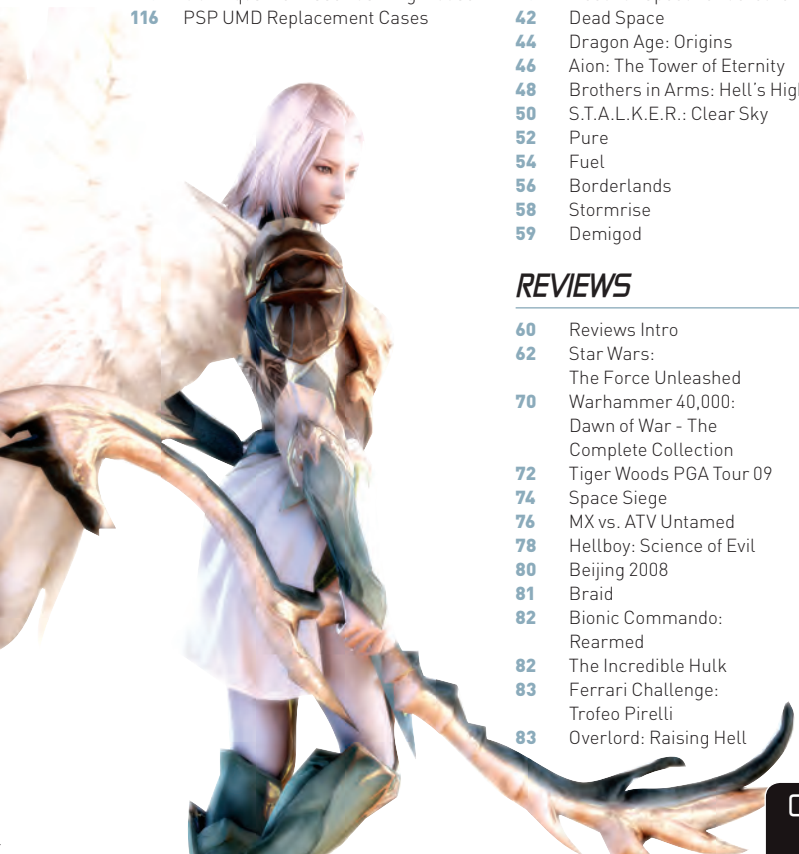 116 PSP UMD Replacement Cases
42 Dead Space
44 Dragon Age: Origins
46 Aion: The Tower of Eternity
48 Brothers in Arms: Hell's High
50 S.T.A.L.K.E.R.: Clear Sky
52 Pure
54 Fuel
56 Borderlands
58 Stormrise
59 Demigod
REVIEWS
60 Reviews Intro
62 Star Wars:
The Force Unleashed
70 Warhammer 40,000:
Dawn of War - The
Complete Collection
72 Tiger Woods PGA Tour 09
74 Space Siege
76 MX vs. ATV Untamed
78 Hellboy: Science of Evil
80 Beijing 2008
81 Braid
82 Bionic Commando:
Rearmed
82 The Incredible Hulk
83 Ferrari Challenge:
Trofeo Pirelli
83 Overlord: Raising Hell